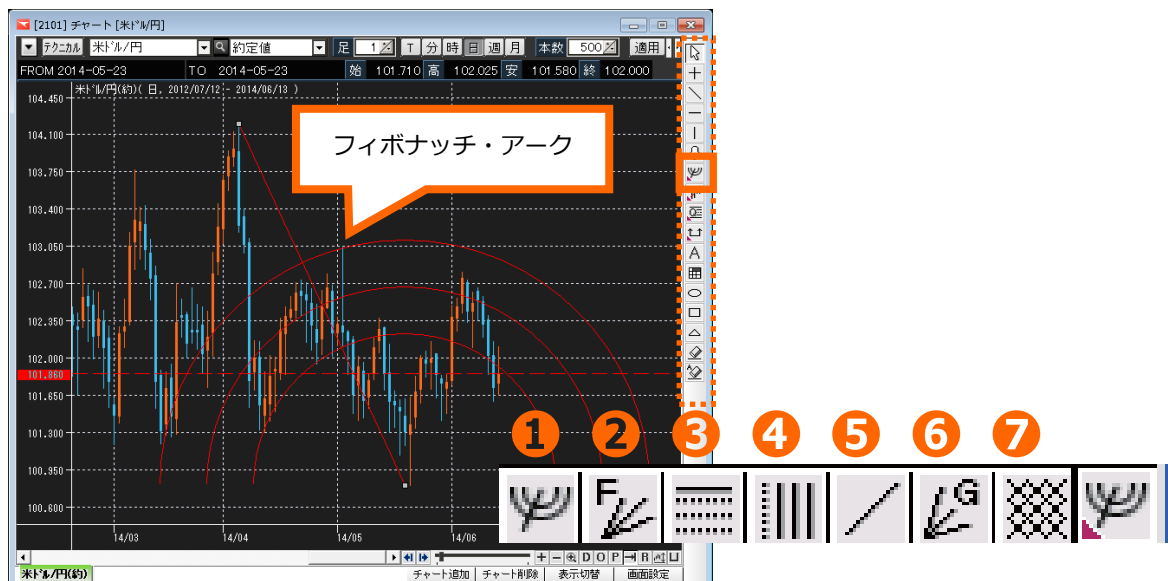 [2101] チャート [米ドル/円]
テクニカル 米ドル/円 約定値 足 1 T 分 時 日 週 月 本数 500 適用
FROM 2014-05-23 TO 2014-05-23 始 101.710 高 102.025 安 101.580 終 102.000
米ドル/円(約)( 日, 2012/07/12 - 2014/06/13 )
104.450
フィボナッチ・アーク
104.100
103.750
103.400
103.050
102.700
102.350
102.000
101.860
101.650
101.300
100.950
100.600
A
1 2 3 4 5 6 7
F G
14/03 14/04 14/05 14/06
D O P R
米ドル/円(約) チャート追加 チャート削除 表示切替 画面設定